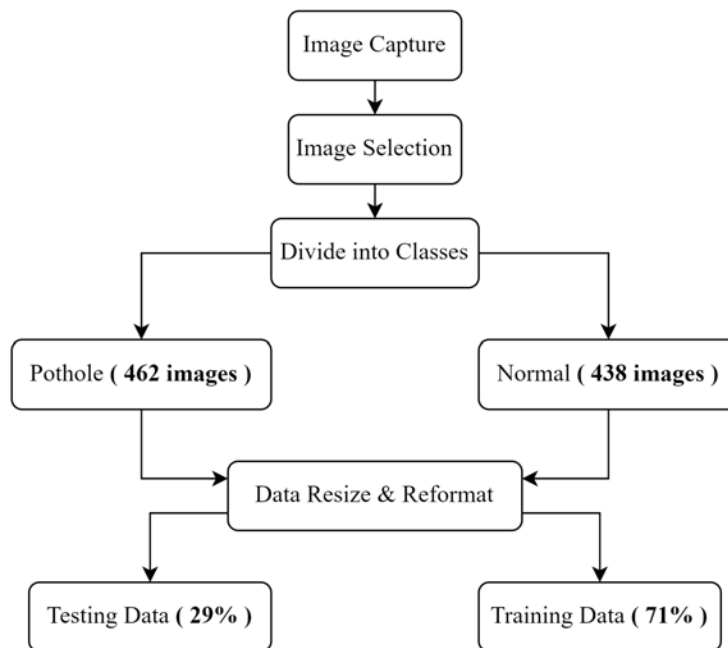 Image Capture
Image Selection
Divide into Classes
Pothole ( 462 images )
Normal ( 438 images )
Data Resize & Reformat
Testing Data ( 29% )
Training Data ( 71% )